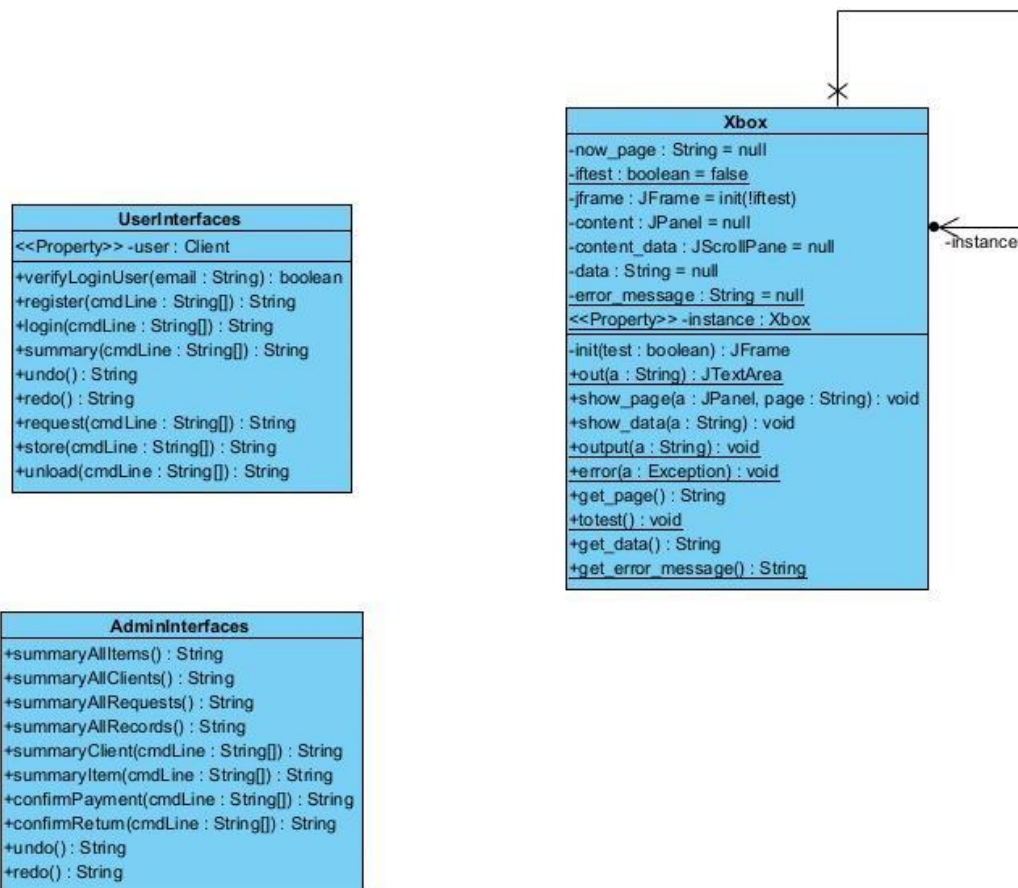 UserInterfaces
<<Property>> -user : Client
+verifyLoginUser(email : String) : boolean
+register(cmdLine : String[]) : String
+login(cmdLine : String[]) : String
+summary(cmdLine : String[]) : String
+undo() : String
+redo() : String
+request(cmdLine : String[]) : String
+store(cmdLine : String[]) : String
+unload(cmdLine : String[]) : String
Xbox
-now_page : String = null
-iftest : boolean = false
-jframe : JFrame = init(!iftest)
-content : JPanel = null
-content_data : JScrollPane = null
-data : String = null
-error_message : String = null
<<Property>> -instance : Xbox
-init(test : boolean) : JFrame
+out(a : String) : JTextArea
+show_page(a : JPanel, page : String) : void
+show_data(a : String) : void
+output(a : String) : void
+error(a : Exception) : void
+get_page() : String
+totest() : void
+get_data() : String
+get_error_message() : String
-instance
AdminInterfaces
+summaryAllItems() : String
+summaryAllClients() : String
+summaryAllRequests() : String
+summaryAllRecords() : String
+summaryClient(cmdLine : String[]) : String
+summaryItem(cmdLine : String[]) : String
+confirmPayment(cmdLine : String[]) : String
+confirmReturn(cmdLine : String[]) : String
+undo() : String
+redo() : String